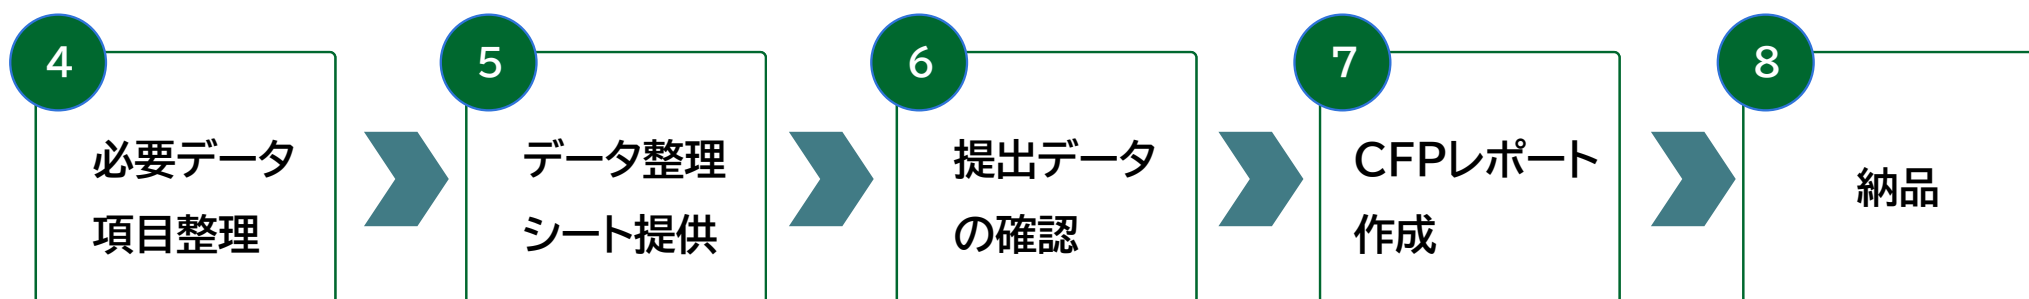 4
必要データ
項目整理
5
データ整理
シート提供
6
提出データ
の確認
7
CFPレポート
作成
8
納品